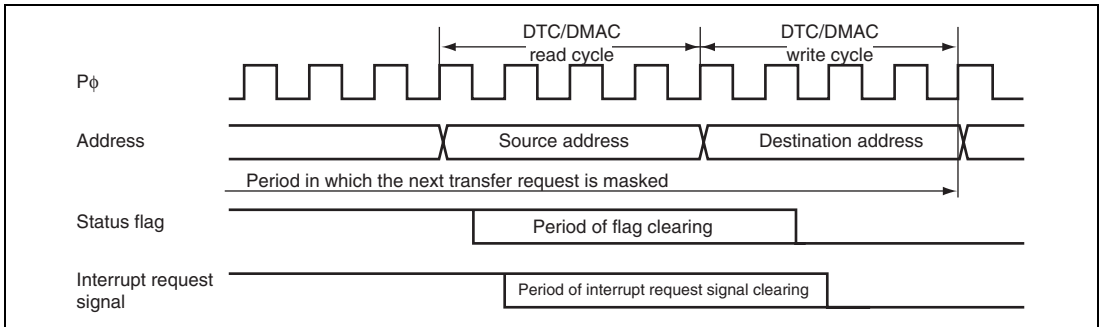 DTC/DMAC
read cycle
DTC/DMAC
write cycle
Pϕ
Address
Source address
Destination address
Period in which the next transfer request is masked
Status flag
Period of flag clearing
Interrupt request
signal
Period of interrupt request signal clearing